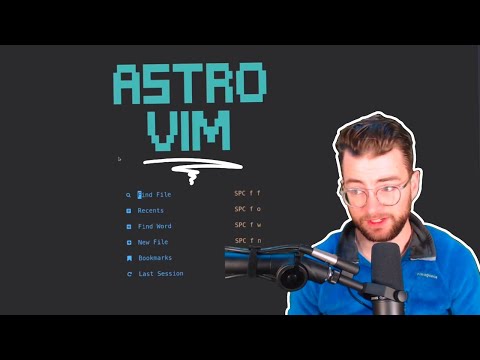 ASTRO
VIM
Find File SPC f f
Recents SPC f o
Find Word SPC f w
New File SPC f n
Bookmarks
Last Session